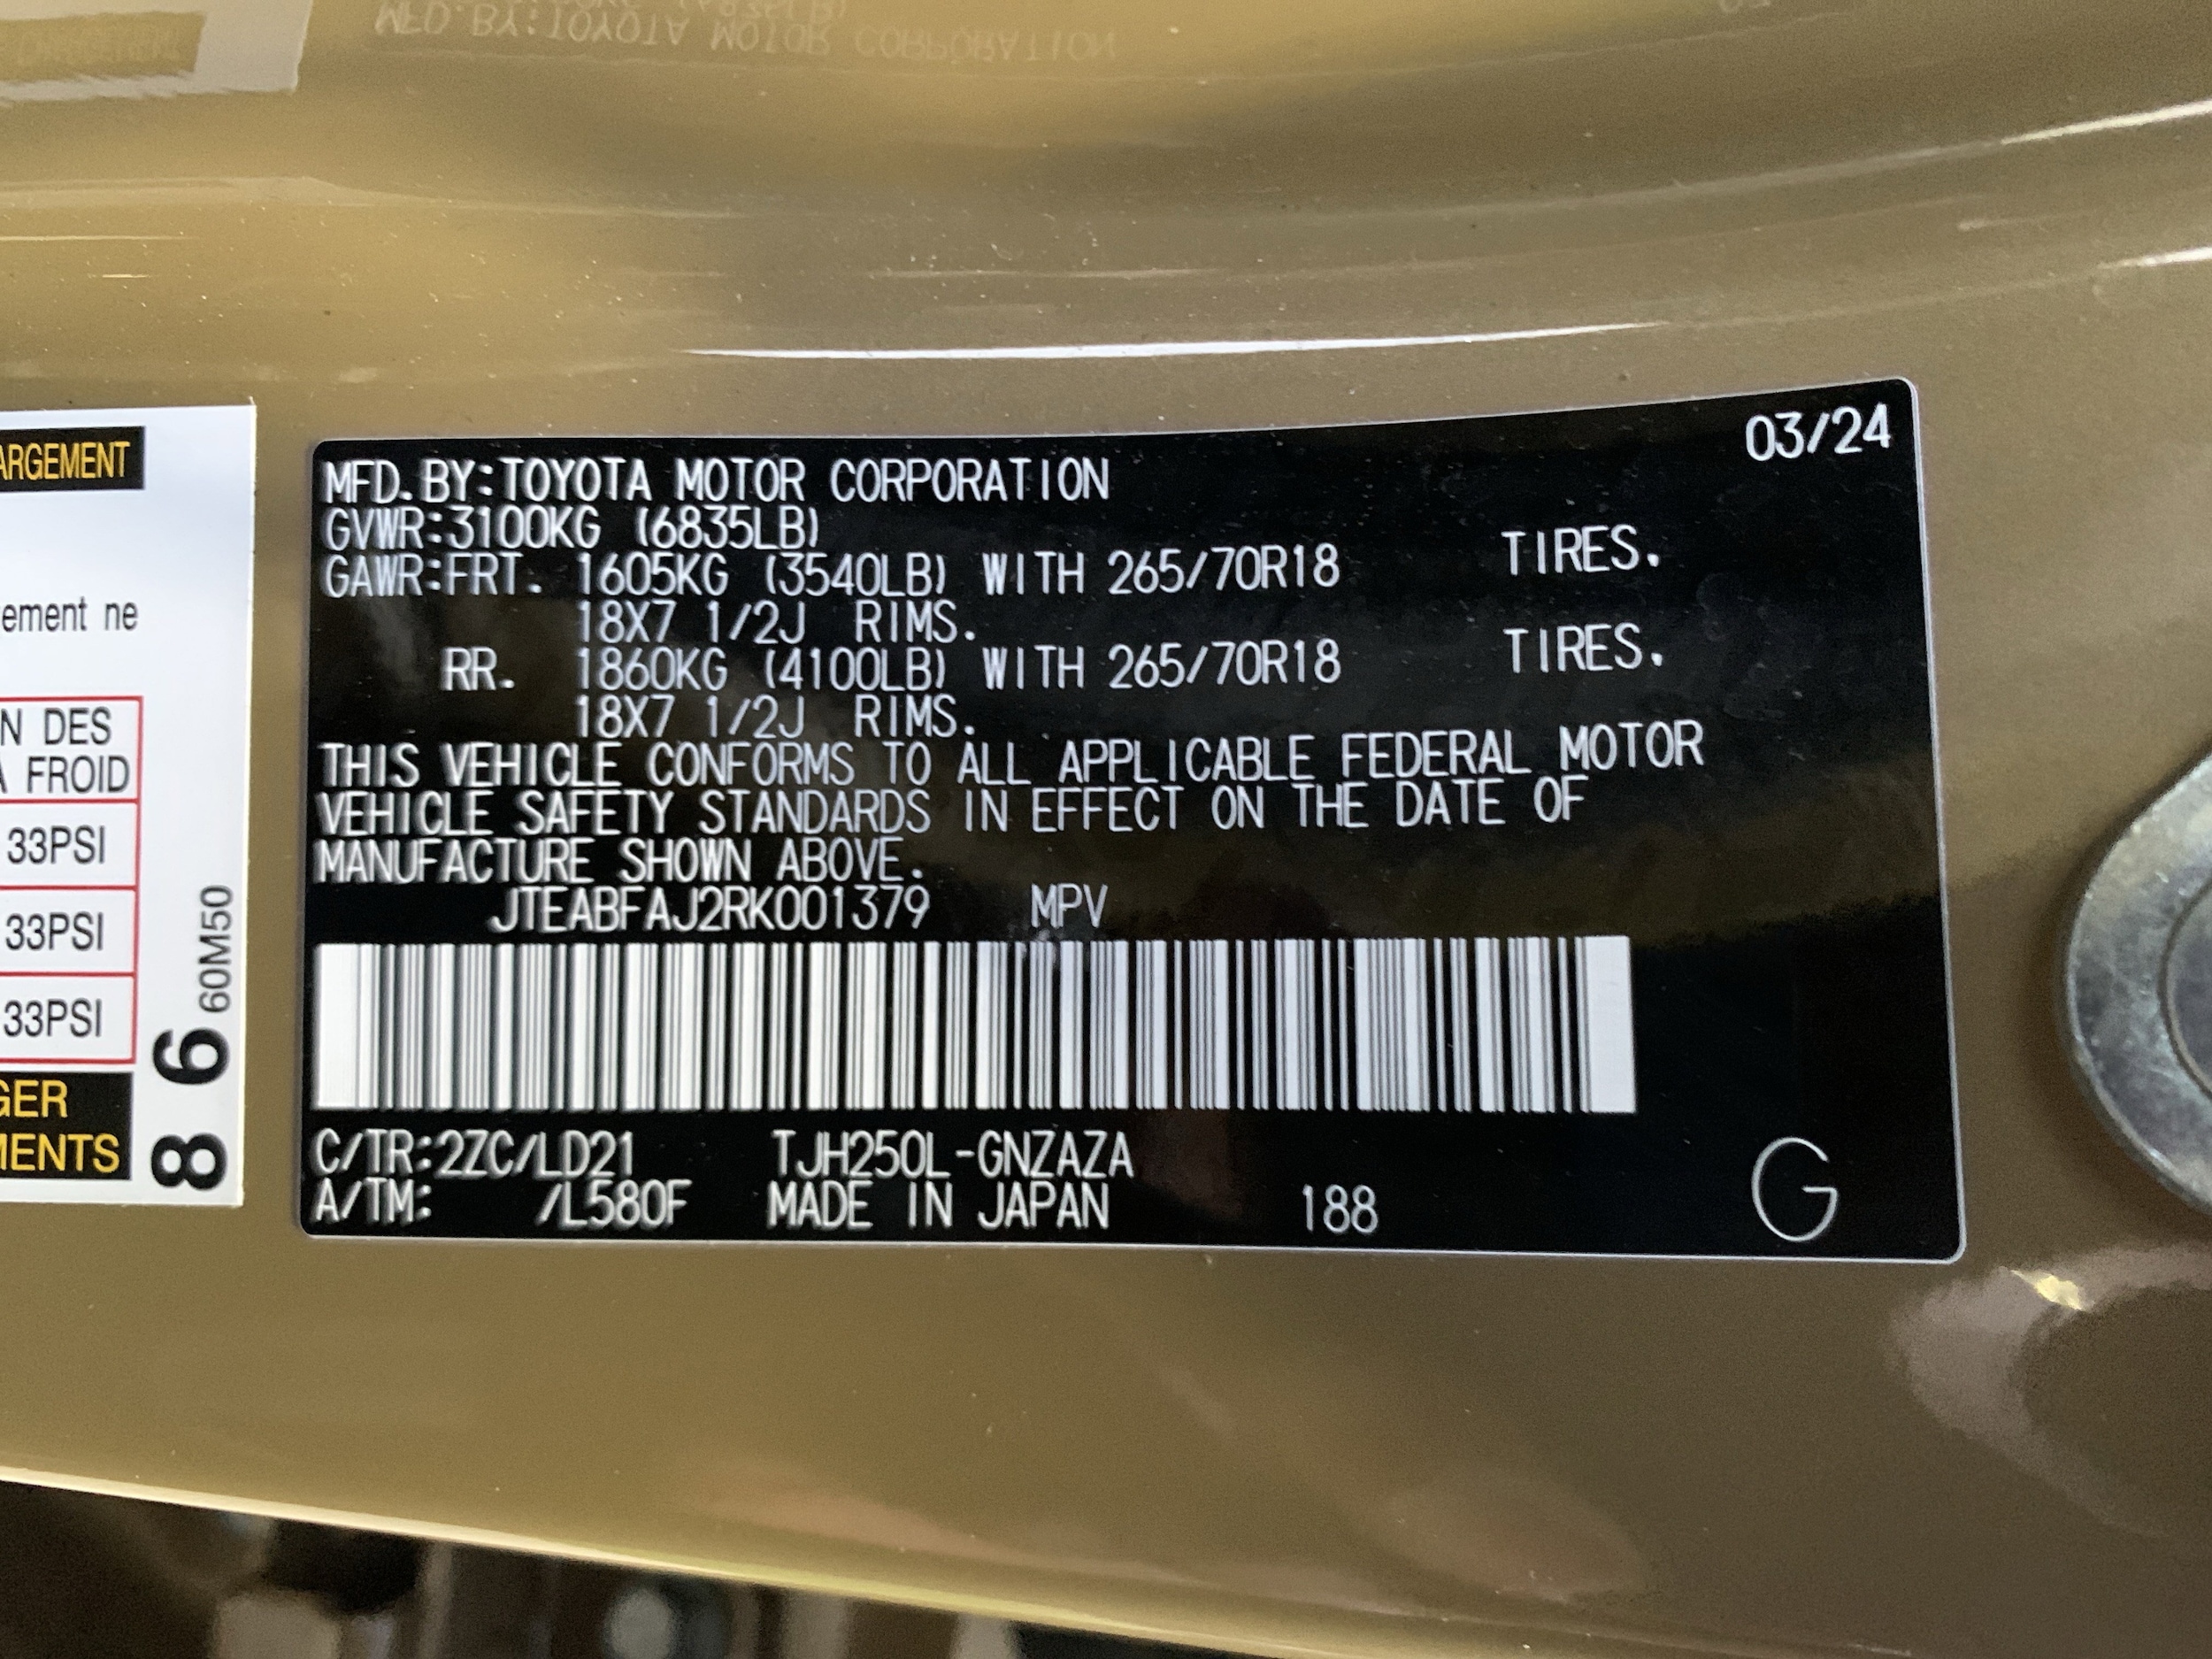 MFD.BY:TOYOTA MOTOR CORPORATION
03/24
GVWR:3100KG (6835LB)
GAWR:FRT. 1605KG (3540LB) WITH 265/70R18 TIRES.
18X7 1/2J RIMS.
RR. 1860KG (4100LB) WITH 265/70R18 TIRES.
18X7 1/2J RIMS.
THIS VEHICLE CONFORMS TO ALL APPLICABLE FEDERAL MOTOR
VEHICLE SAFETY STANDARDS IN EFFECT ON THE DATE OF
MANUFACTURE SHOWN ABOVE.
JTEABFAJ2RK001379 MPV
C/TR:2ZC/LD21 TJH250L-GNZAZA
A/TM: /L580F MADE IN JAPAN 188
G
ARGEMENT
ement ne
N DES
A FROID
33PSI
33PSI
33PSI
GER
MENTS
86 60M50
MFD.BY:TOYOTA MOTOR CORPORATION